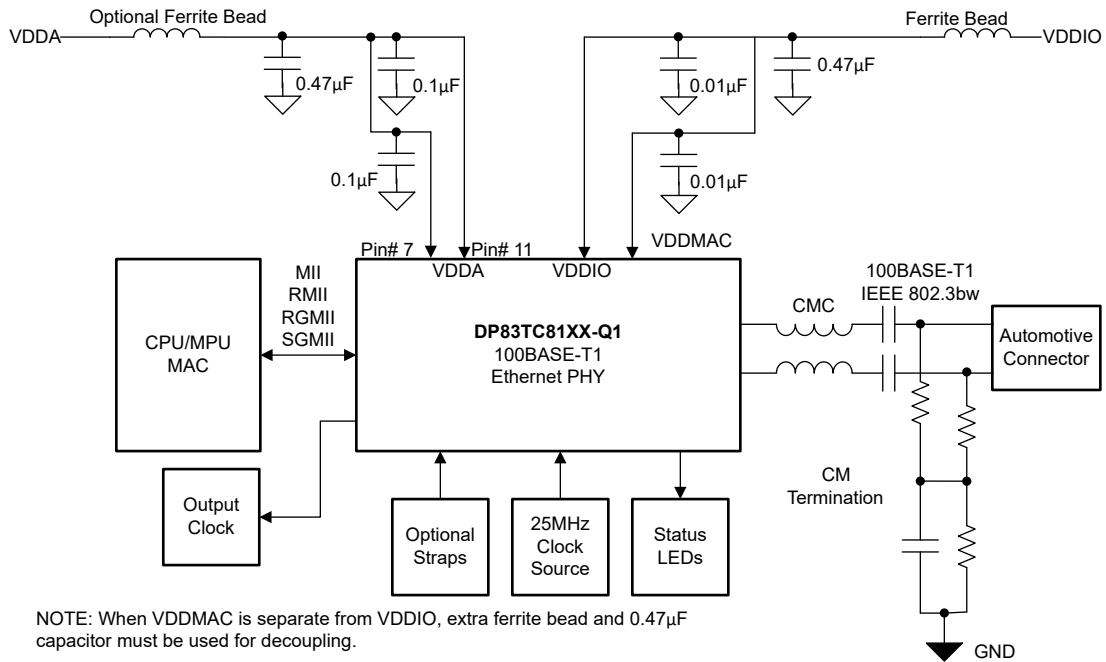 Optional Ferrite Bead
VDDA
Ferrite Bead
VDDIO
0.47µF
0.1µF
0.01µF
0.47µF
0.1µF
0.01µF
VDDMAC
Pin# 7
Pin# 11
VDDA
VDDIO
MII
RMII
RGMII
SGMII
CPU/MPU
MAC
DP83TC81XX-Q1
100BASE-T1
Ethernet PHY
CMC
100BASE-T1
IEEE 802.3bw
Automotive
Connector
CM
Termination
Output
Clock
Optional
Straps
25MHz
Clock
Source
Status
LEDs
NOTE: When VDDMAC is separate from VDDIO, extra ferrite bead and 0.47µF
capacitor must be used for decoupling.
GND